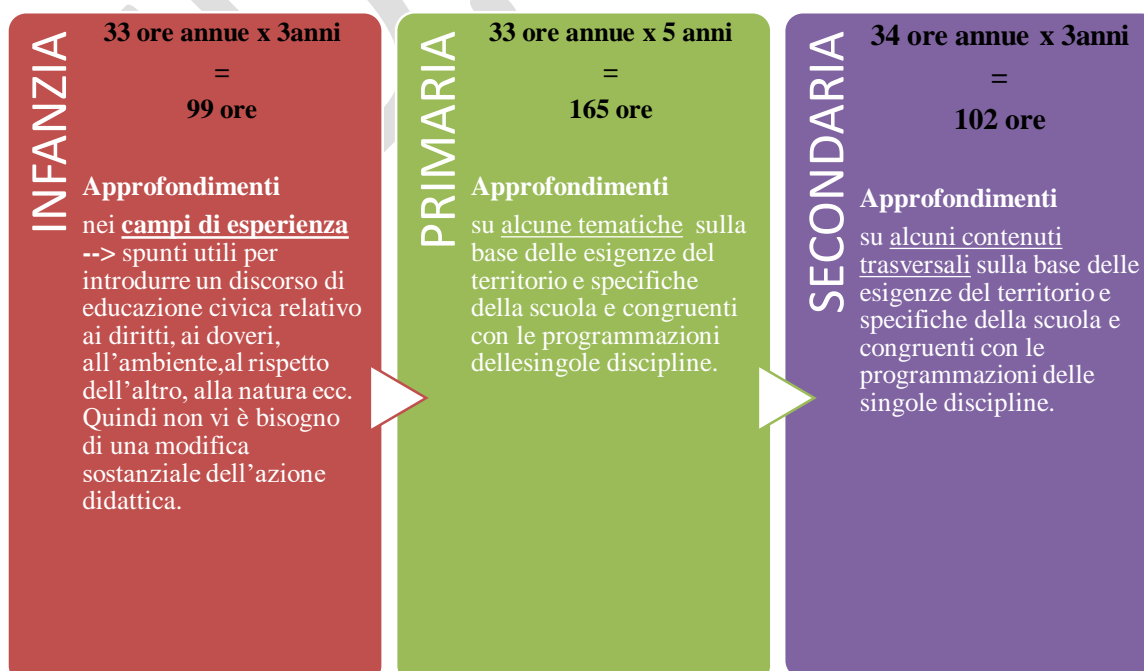 INFANZIA
33 ore annue x 3anni
=
99 ore
Approfondimenti
nei campi di esperienza
--> spunti utili per
introdurre un discorso di
educazione civica relativo
ai diritti, ai doveri,
all’ambiente,al rispetto
dell’altro, alla natura ecc.
Quindi non vi è bisogno
di una modifica
sostanziale dell’azione
didattica.
PRIMARIA
33 ore annue x 5 anni
=
165 ore
Approfondimenti
su alcune tematiche sulla
base delle esigenze del
territorio e specifiche
della scuola e congruenti
con le programmazioni
dellesingole discipline.
SECONDARIA
34 ore annue x 3anni
=
102 ore
Approfondimenti
su alcuni contenuti
trasversali sulla base delle
esigenze del territorio e
specifiche della scuola e
congruenti con le
programmazioni delle
singole discipline.